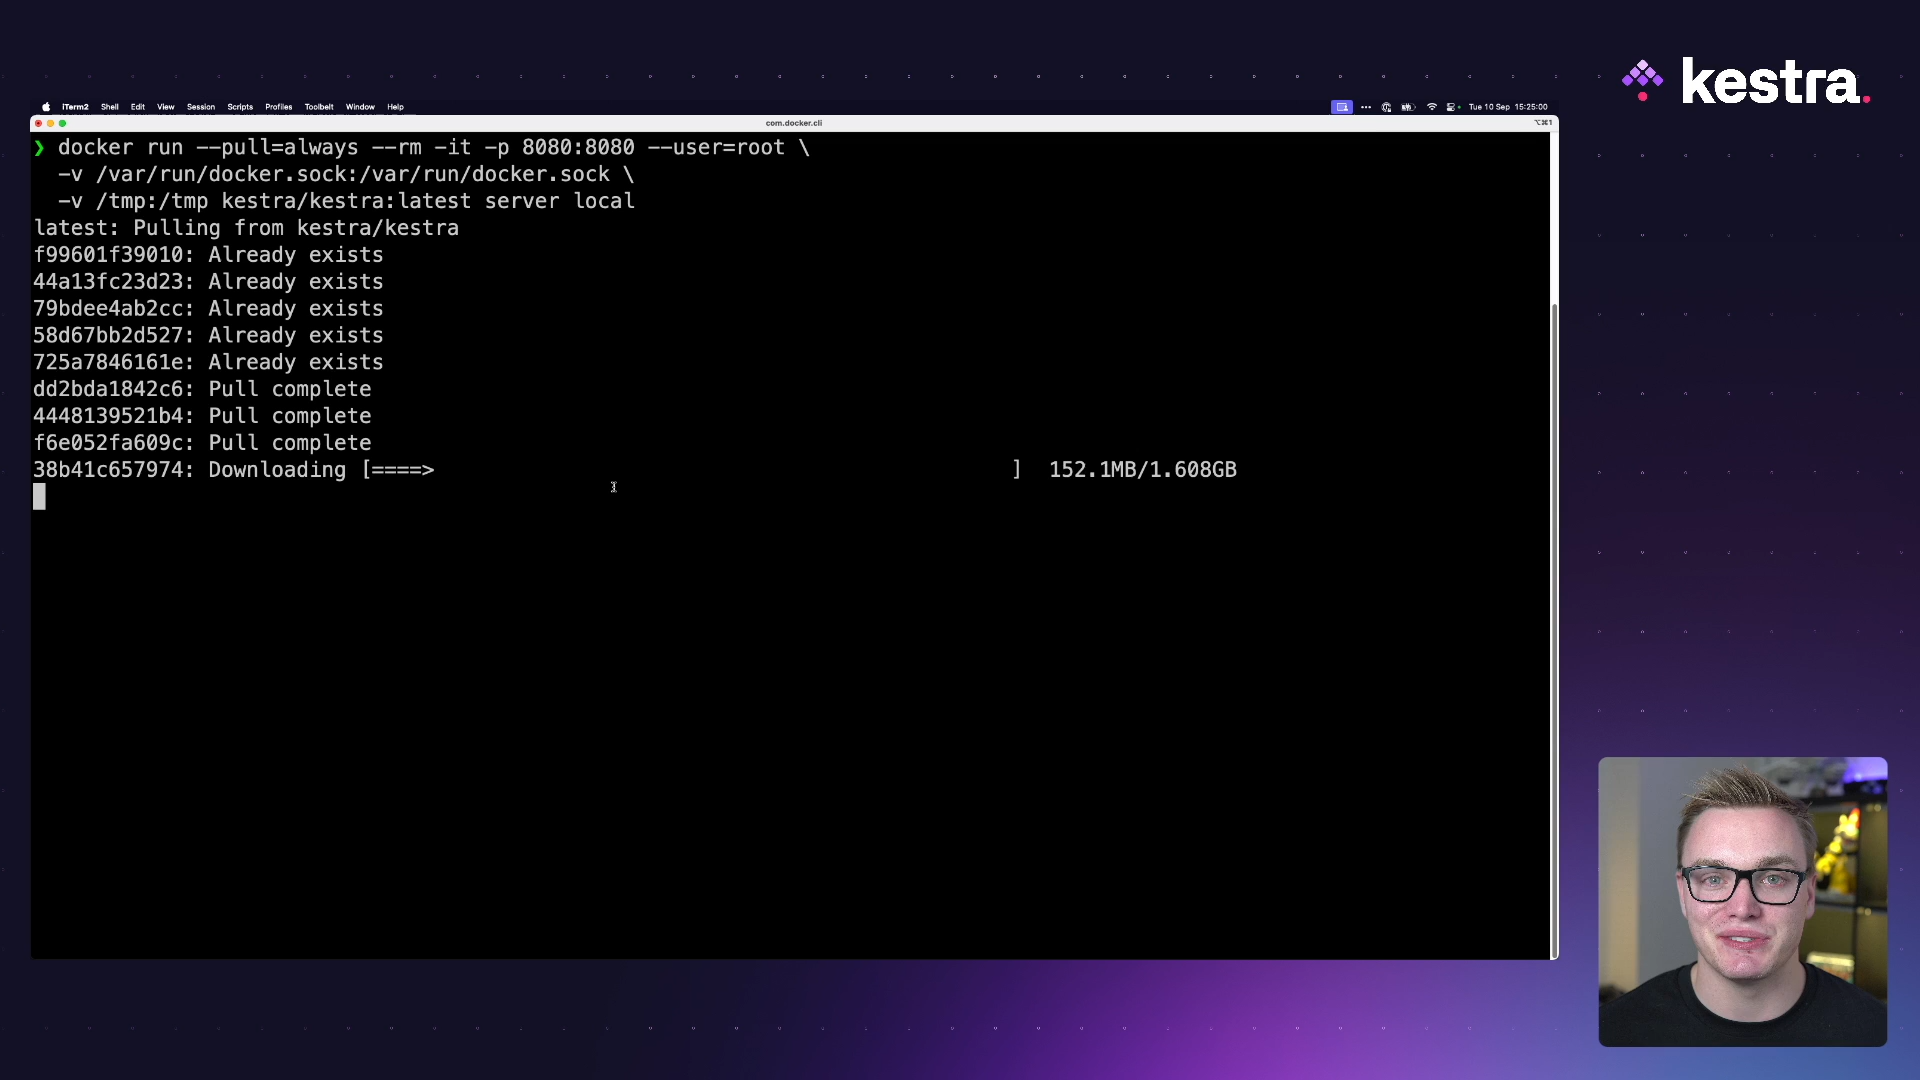 kestra.
iTerm2 Shell Edit View Session Scripts Profiles Toolbelt Window Help
Tue 10 Sep 15:25:00
com.docker.cli
⌥⌘1
❯ docker run --pull=always --rm -it -p 8080:8080 --user=root \
-v /var/run/docker.sock:/var/run/docker.sock \
-v /tmp:/tmp kestra/kestra:latest server local
latest: Pulling from kestra/kestra
f99601f39010: Already exists
44a13fc23d23: Already exists
79bdee4ab2cc: Already exists
58d67bb2d527: Already exists
725a7846161e: Already exists
dd2bda1842c6: Pull complete
4448139521b4: Pull complete
f6e052fa609c: Pull complete
38b41c657974: Downloading [====> ] 152.1MB/1.608GB